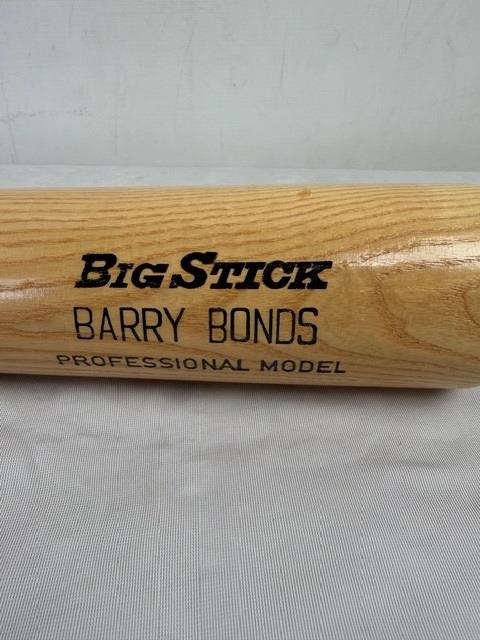 BIG STICK
BARRY BONDS
PROFESSIONAL MODEL